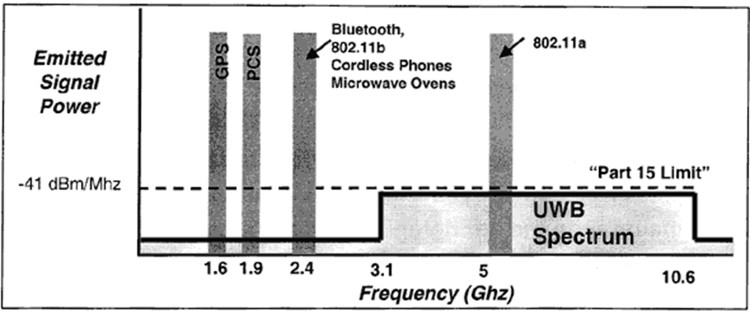 Emitted
Signal
Power
-41 dBm/Mhz
GPS
PCS
Bluetooth,
802.11b
Cordless Phones
Microwave Ovens
802.11a
“Part 15 Limit”
UWB
Spectrum
1.6
1.9
2.4
3.1
5
10.6
Frequency (Ghz)